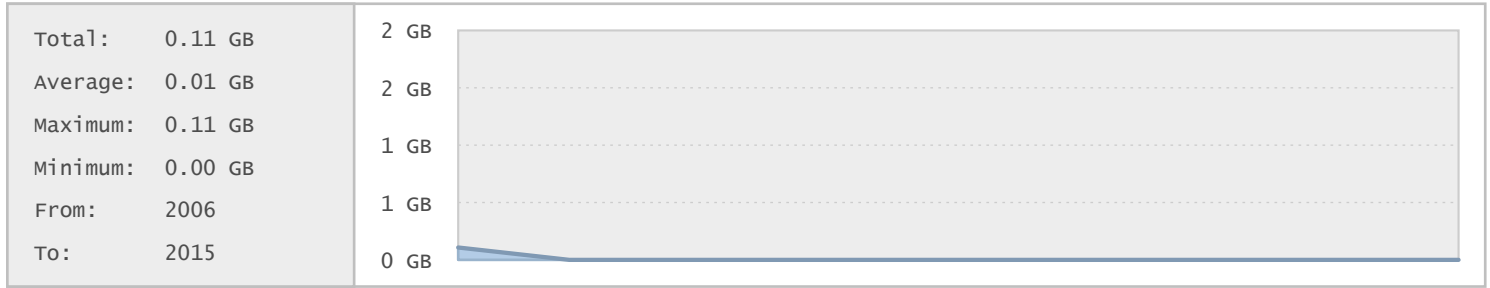 Total: 0.11 GB
Average: 0.01 GB
Maximum: 0.11 GB
Minimum: 0.00 GB
From: 2006
To: 2015
2 GB
2 GB
1 GB
1 GB
0 GB